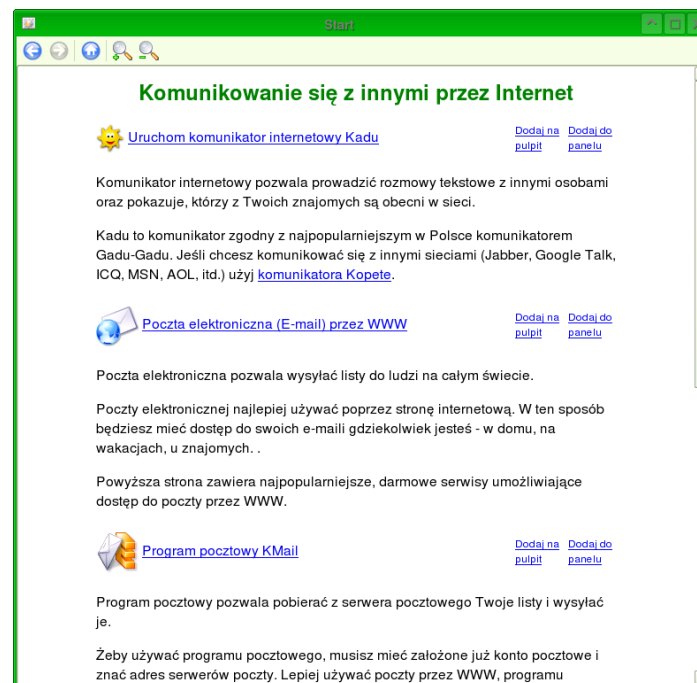 Start
Komunikowanie się z innymi przez Internet
Uruchom komunikator internetowy Kadu
Dodaj na pulpit
Dodaj do panelu
Komunikator internetowy pozwala prowadzić rozmowy tekstowe z innymi osobami
oraz pokazuje, którzy z Twoich znajomych są obecni w sieci.
Kadu to komunikator zgodny z najpopularniejszym w Polsce komunikatorem
Gadu-Gadu. Jeśli chcesz komunikować się z innymi sieciami (Jabber, Google Talk,
ICQ, MSN, AOL, itd.) użyj komunikatora Kopete.
Poczta elektroniczna (E-mail) przez WWW
Dodaj na pulpit
Dodaj do panelu
Poczta elektroniczna pozwala wysyłać listy do ludzi na całym świecie.
Poczty elektronicznej najlepiej używać poprzez stronę internetową. W ten sposób
będziesz mieć dostęp do swoich e-maili gdziekolwiek jesteś - w domu, na
wakacjach, u znajomych. .
Powyższa strona zawiera najpopularniejsze, darmowe serwisy umożliwiające
dostęp do poczty przez WWW.
Program pocztowy KMail
Dodaj na pulpit
Dodaj do panelu
Program pocztowy pozwala pobierać z serwera pocztowego Twoje listy i wysyłać
je.
Żeby używać programu pocztowego, musisz mieć założone już konto pocztowe i
znać adres serwerów poczty. Lepiej używać poczty przez WWW, programu